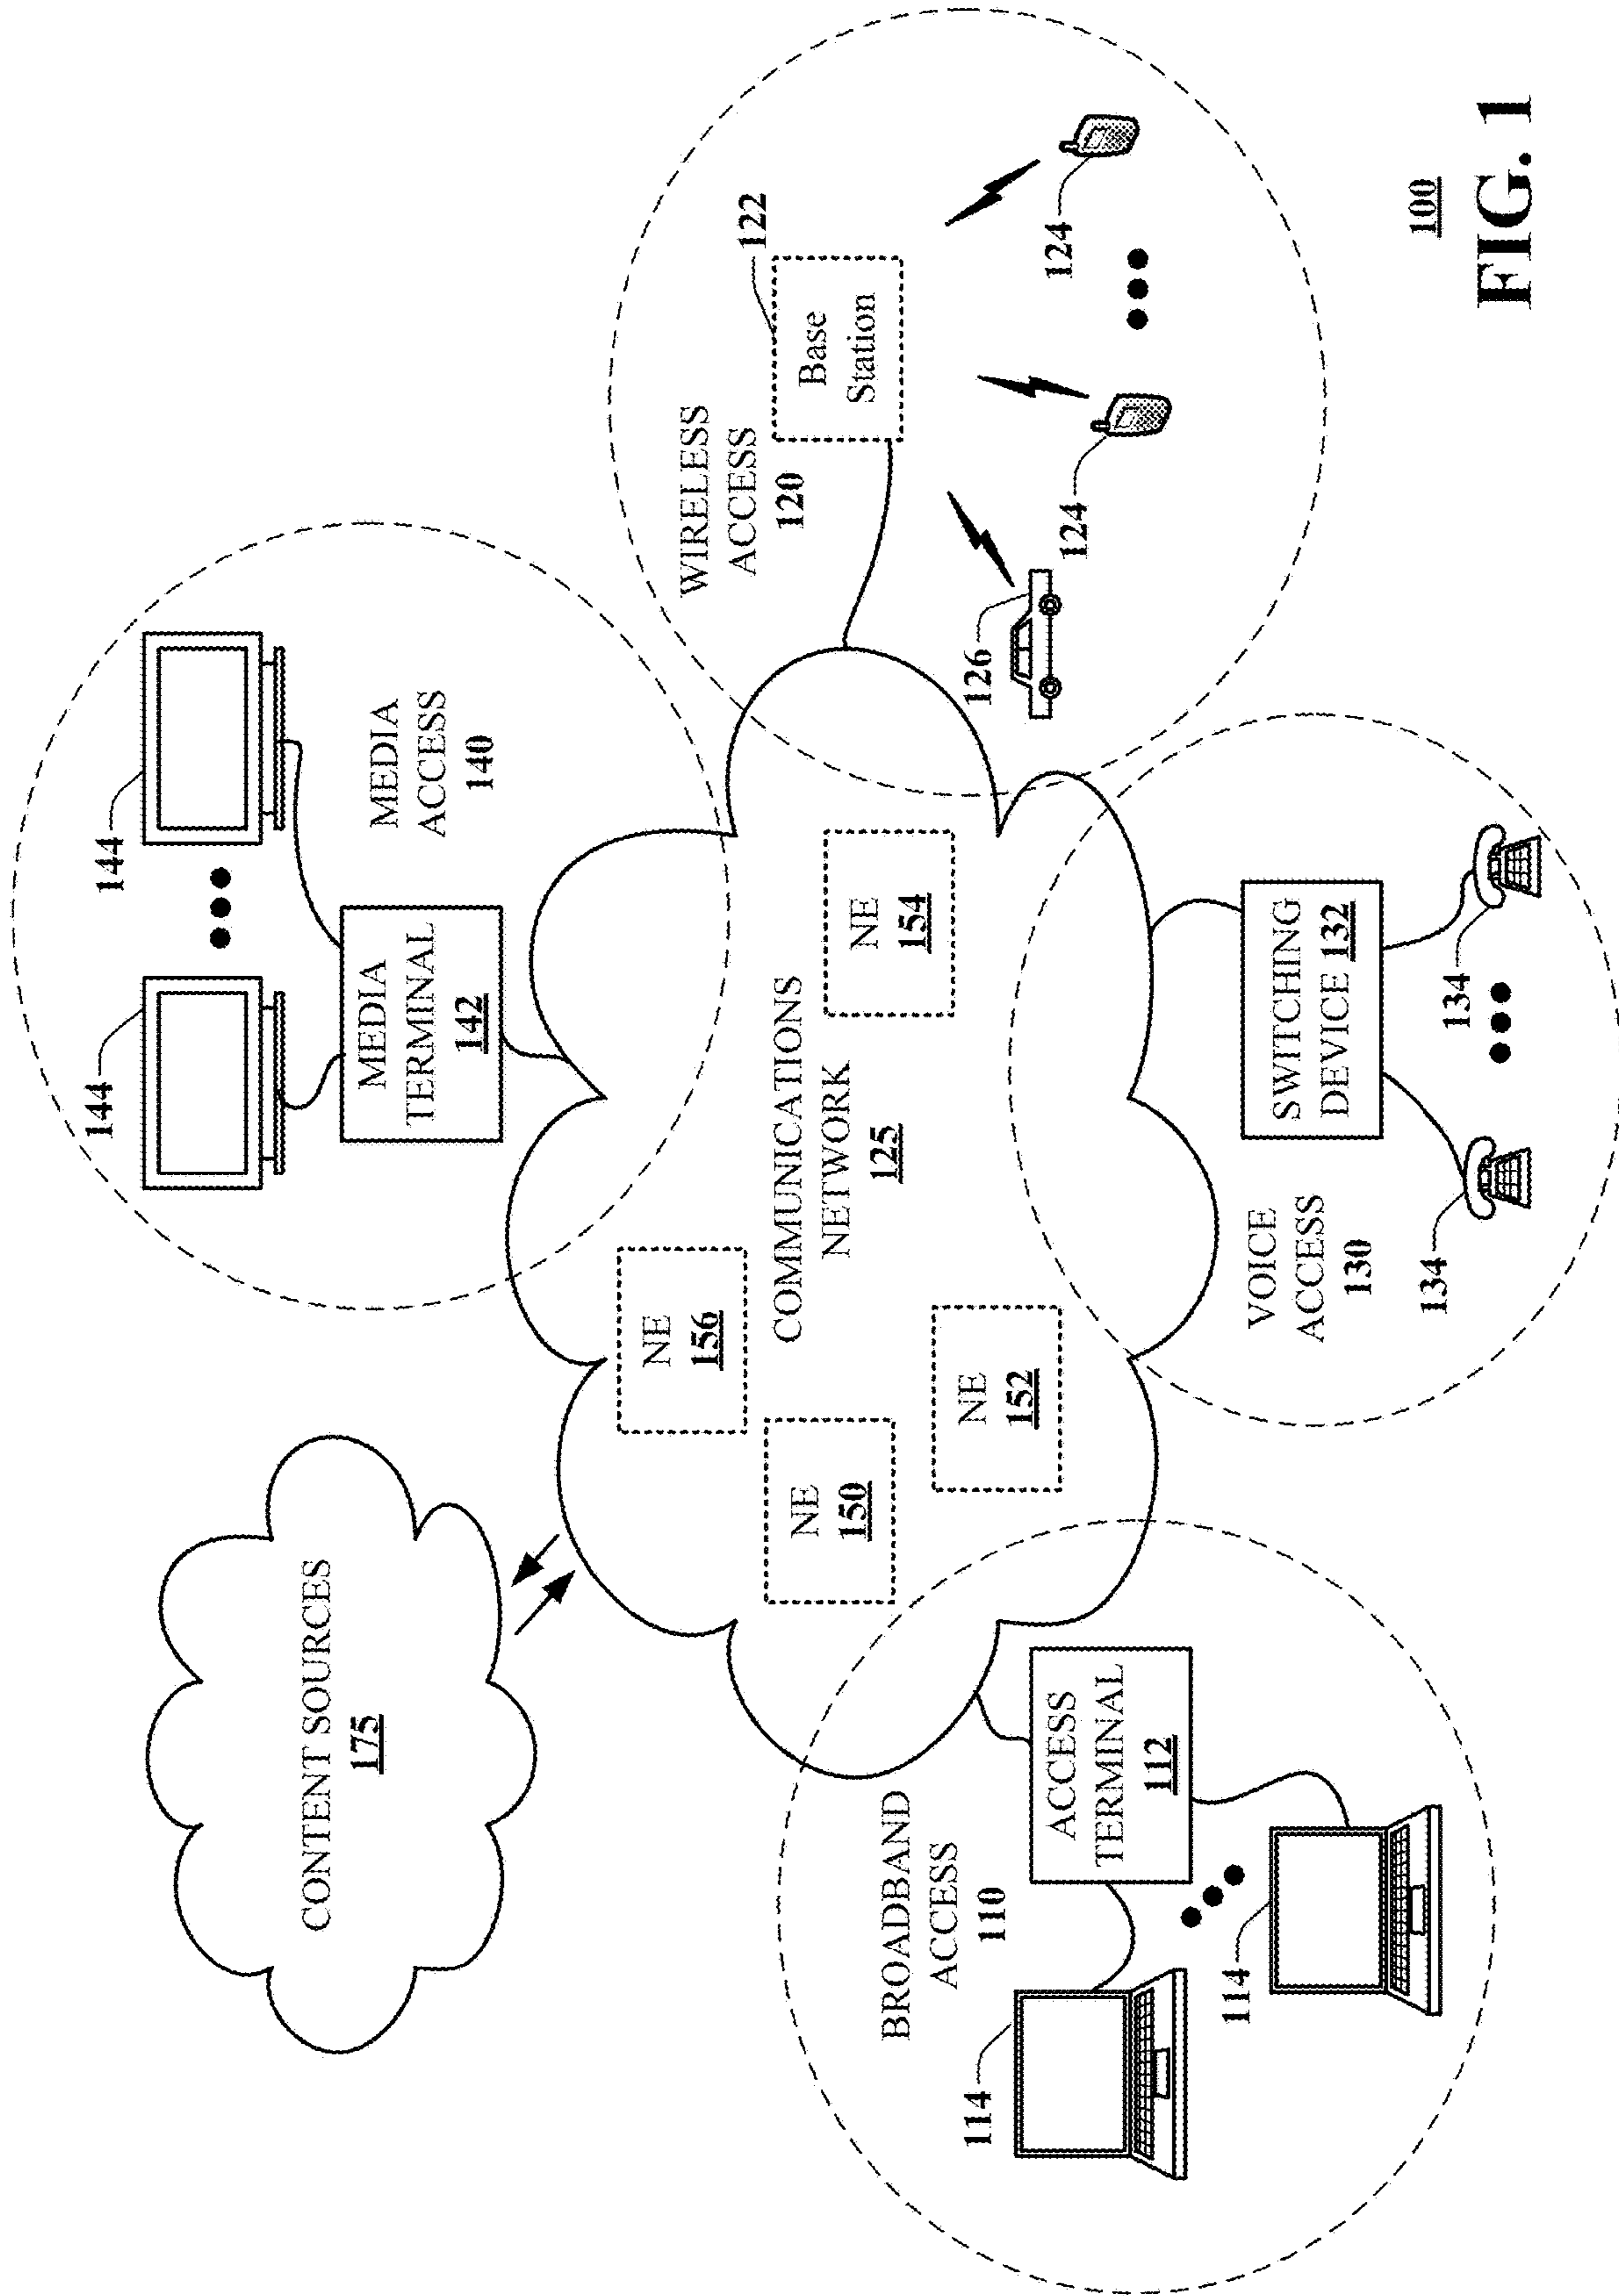 CONTENT SOURCES
175
144
144
MEDIA
TERMINAL
142
MEDIA
ACCESS
140
NE
156
NE
150
NE
152
NE
154
COMMUNICATIONS
NETWORK
125
WIRELESS
ACCESS
120
122
Base
Station
126
124
124
BROADBAND
ACCESS
110
ACCESS
TERMINAL
112
114
114
VOICE
ACCESS
130
SWITCHING
DEVICE 132
134
134
100
FIG. 1